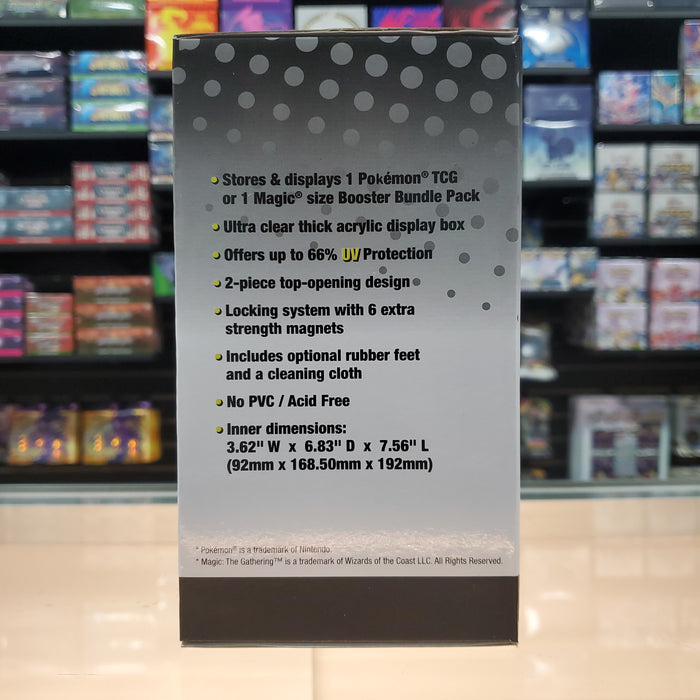 • Stores & displays 1 Pokémon® TCG
or 1 Magic® size Booster Bundle Pack
• Ultra clear thick acrylic display box
• Offers up to 66% UV Protection
• 2-piece top-opening design
• Locking system with 6 extra
strength magnets
• Includes optional rubber feet
and a cleaning cloth
• No PVC / Acid Free
• Inner dimensions:
3.62" W x 6.83" D x 7.56" L
(92mm x 168.50mm x 192mm)
* Pokémon® is a trademark of Nintendo.
* Magic: The Gathering™ is a trademark of Wizards of the Coast LLC. All Rights Reserved.